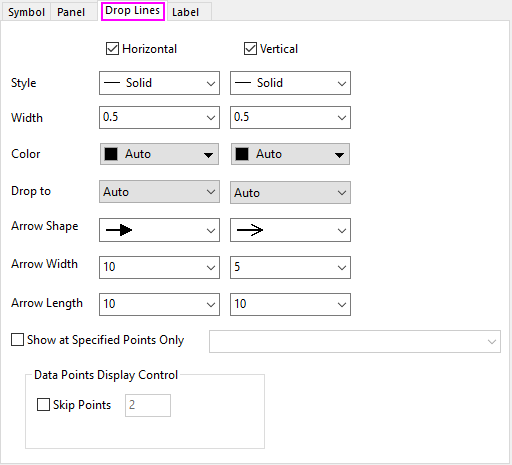 Symbol Panel Drop Lines Label
Horizontal Vertical
Style Solid Solid
Width 0.5 0.5
Color Auto Auto
Drop to Auto Auto
Arrow Shape
Arrow Width 10 5
Arrow Length 10 10
Show at Specified Points Only
Data Points Display Control
Skip Points 2